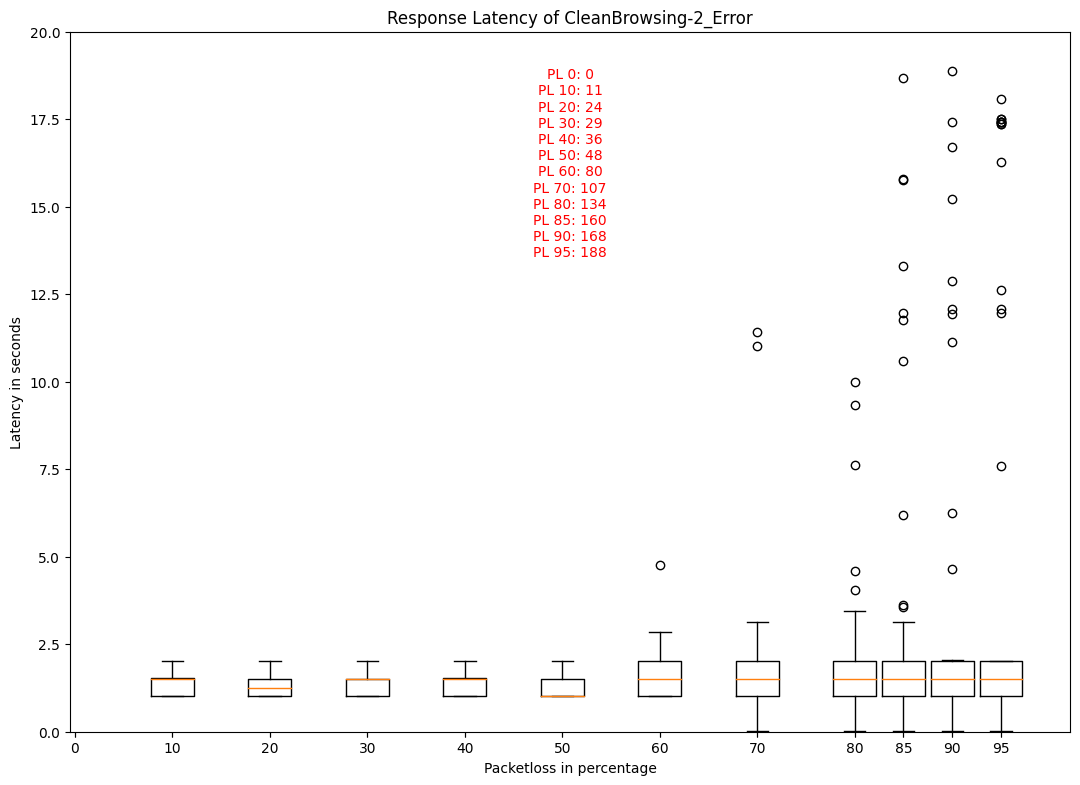 Response Latency of CleanBrowsing-2_Error
20.0
17.5
15.0
12.5
10.0
7.5
5.0
2.5
0.0
Latency in seconds
PL 0: 0
PL 10: 11
PL 20: 24
PL 30: 29
PL 40: 36
PL 50: 48
PL 60: 80
PL 70: 107
PL 80: 134
PL 85: 160
PL 90: 168
PL 95: 188
0 10 20 30 40 50 60 70 80 85 90 95
Packetloss in percentage